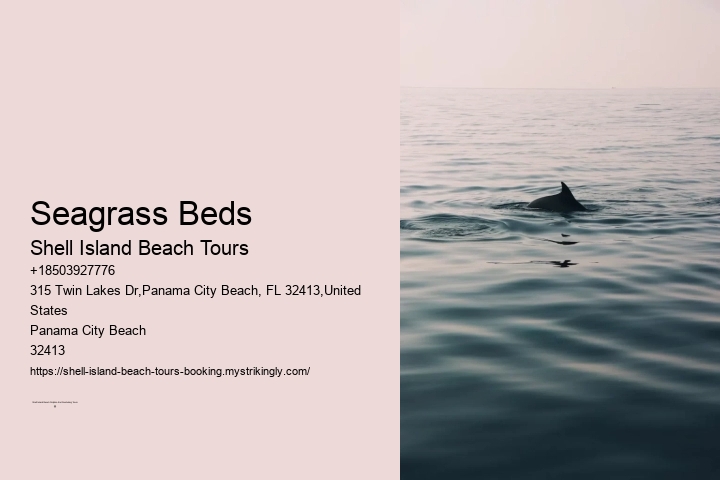 Seagrass Beds
Shell Island Beach Tours
+18503927776
315 Twin Lakes Dr,Panama City Beach, FL 32413,United
States
Panama City Beach
32413
https://shell-island-beach-tours-booking.mystrikingly.com/